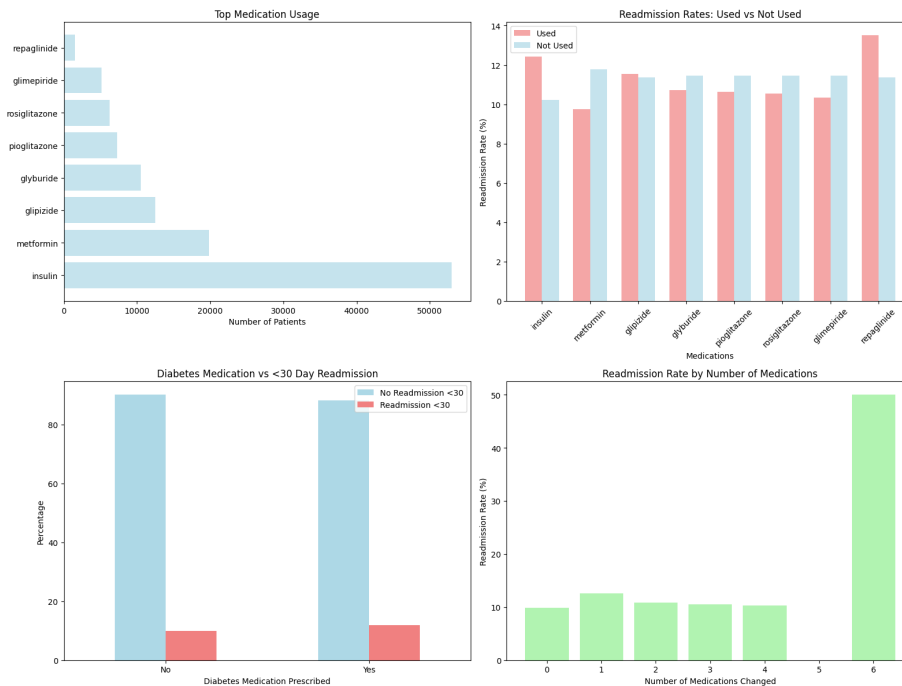 Top Medication Usage
repaglinide
glimepiride
rosiglitazone
pioglitazone
glyburide
glipizide
metformin
insulin
0 10000 20000 30000 40000 50000
Number of Patients
Readmission Rates: Used vs Not Used
Used
Not Used
Readmission Rate (%)
14
12
10
8
6
4
2
0
insulin metformin glipizide glyburide pioglitazone rosiglitazone glimepiride repaglinide
Medications
Diabetes Medication vs <30 Day Readmission
No Readmission <30
Readmission <30
Percentage
80
60
40
20
0
No Yes
Diabetes Medication Prescribed
Readmission Rate by Number of Medications
Readmission Rate (%)
50
40
30
20
10
0
0 1 2 3 4 5 6
Number of Medications Changed